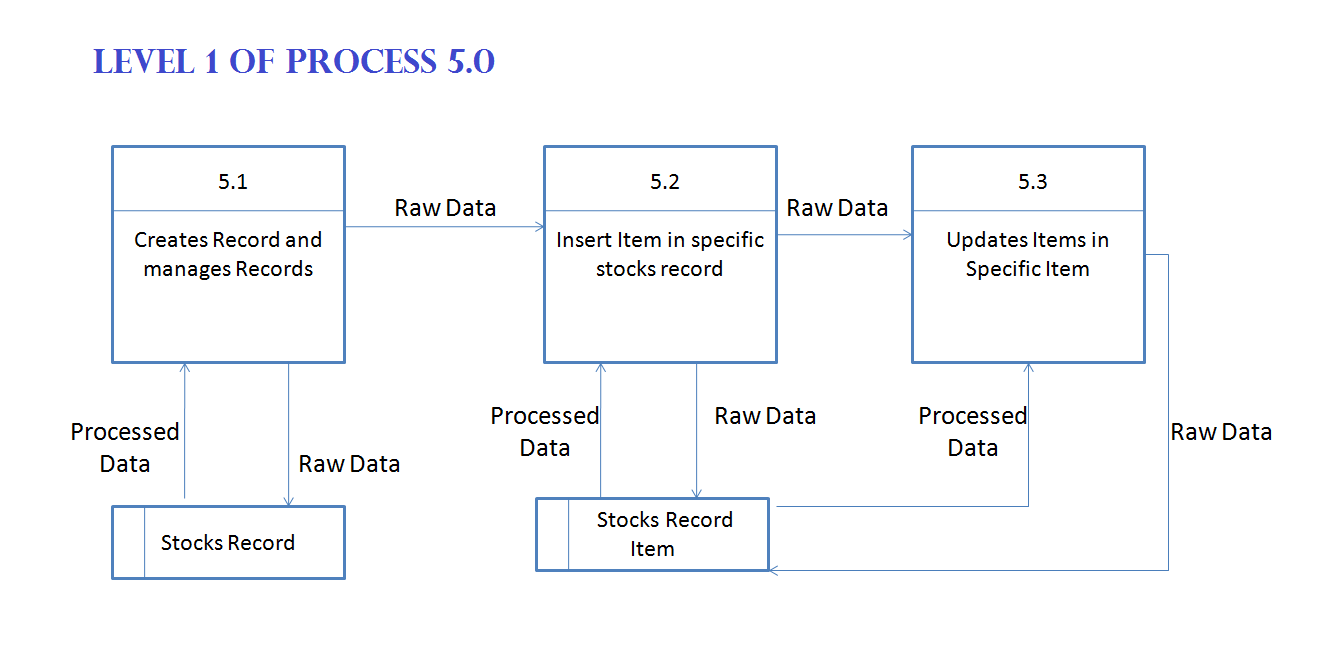 LEVEL 1 OF PROCESS 5.0
5.1
Creates Record and
manages Records
Raw Data
5.2
Insert Item in specific
stocks record
Raw Data
5.3
Updates Items in
Specific Item
Processed
Data
Raw Data
Processed
Data
Raw Data
Processed
Data
Raw Data
Stocks Record
Stocks Record
Item